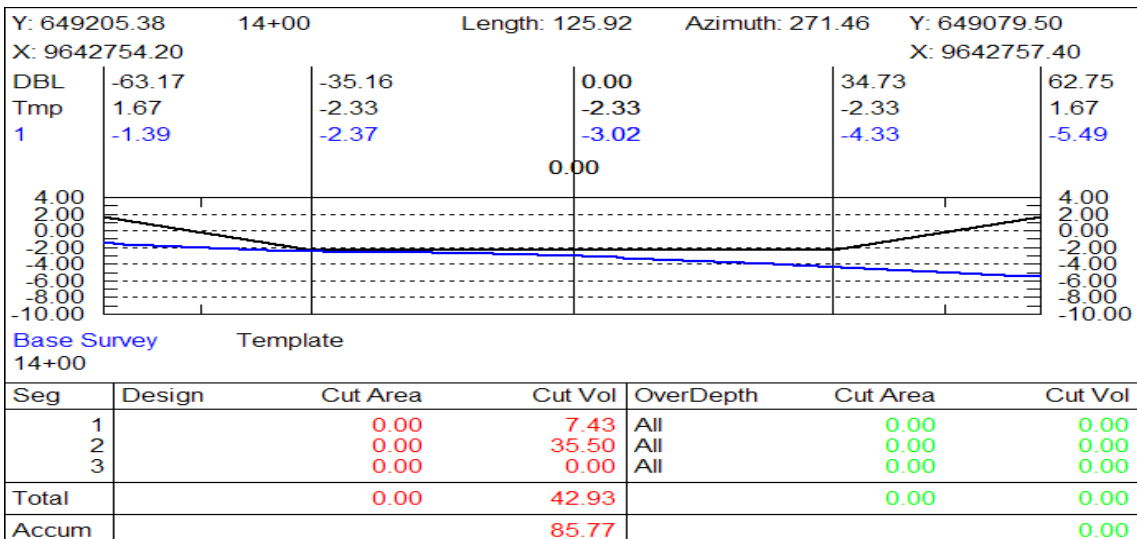 Y: 649205.38 14+00 Length: 125.92 Azimuth: 271.46 Y: 649079.50
X: 9642754.20 X: 9642757.40
DBL -63.17 -35.16 0.00 34.73 62.75
Tmp 1.67 -2.33 -2.33 -2.33 1.67
1 -1.39 -2.37 -3.02 -4.33 -5.49
0.00
4.00 4.00
2.00 2.00
0.00 0.00
-2.00 -2.00
-4.00 -4.00
-6.00 -6.00
-8.00 -8.00
-10.00 -10.00
Base Survey Template
14+00
Seg Design Cut Area Cut Vol OverDepth Cut Area Cut Vol
1 0.00 7.43 All 0.00 0.00
2 0.00 35.50 All 0.00 0.00
3 0.00 0.00 All 0.00 0.00
Total 0.00 42.93 0.00 0.00
Accum 85.77 0.00